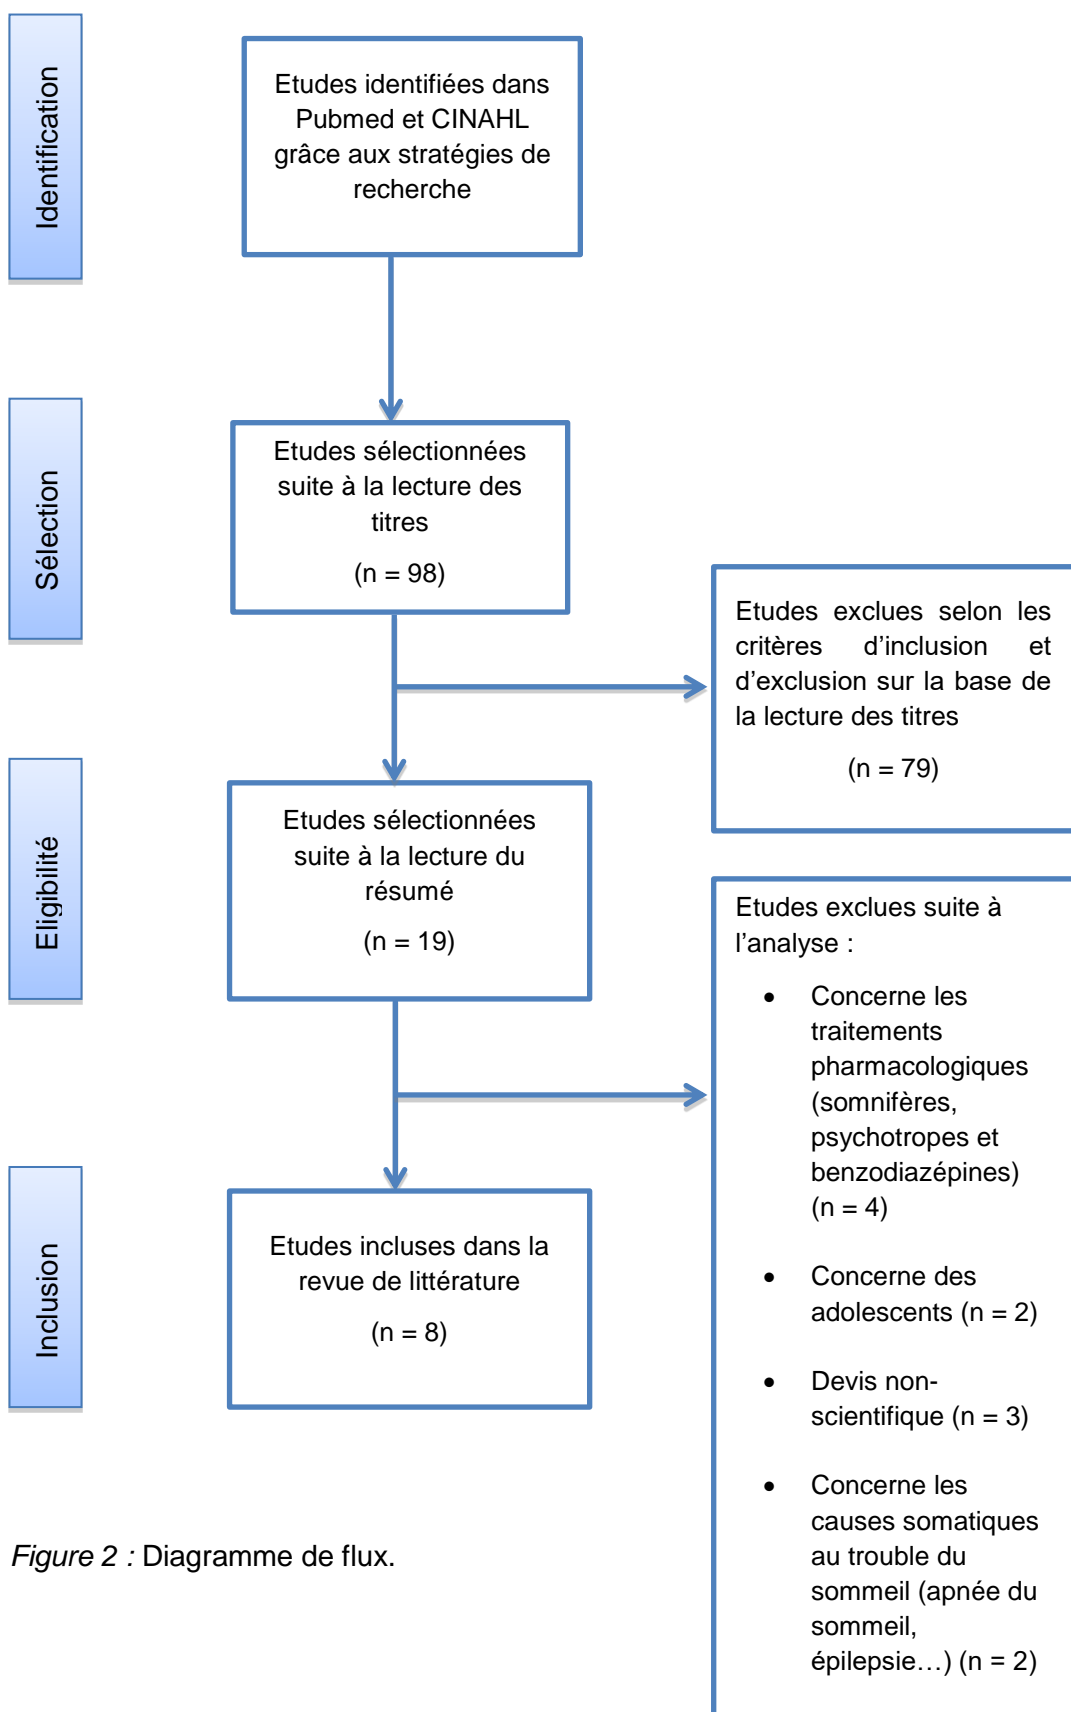 Identification
Etudes identifiées dans
Pubmed et CINAHL
grâce aux stratégies de
recherche
Sélection
Etudes sélectionnées
suite à la lecture des
titres
(n = 98)
Etudes exclues selon les
critères d’inclusion et
d’exclusion sur la base de
la lecture des titres
(n = 79)
Eligibilité
Etudes sélectionnées
suite à la lecture du
résumé
(n = 19)
Etudes exclues suite à
l’analyse :
• Concerne les
traitements
pharmacologiques
(somnifères,
psychotropes et
benzodiazépines)
(n = 4)
• Concerne des
adolescents (n = 2)
• Devis non-
scientifique (n = 3)
• Concerne les
causes somatiques
au trouble du
sommeil (apnée du
sommeil,
épilepsie…) (n = 2)
Inclusion
Etudes incluses dans la
revue de littérature
(n = 8)
Figure 2 : Diagramme de flux.